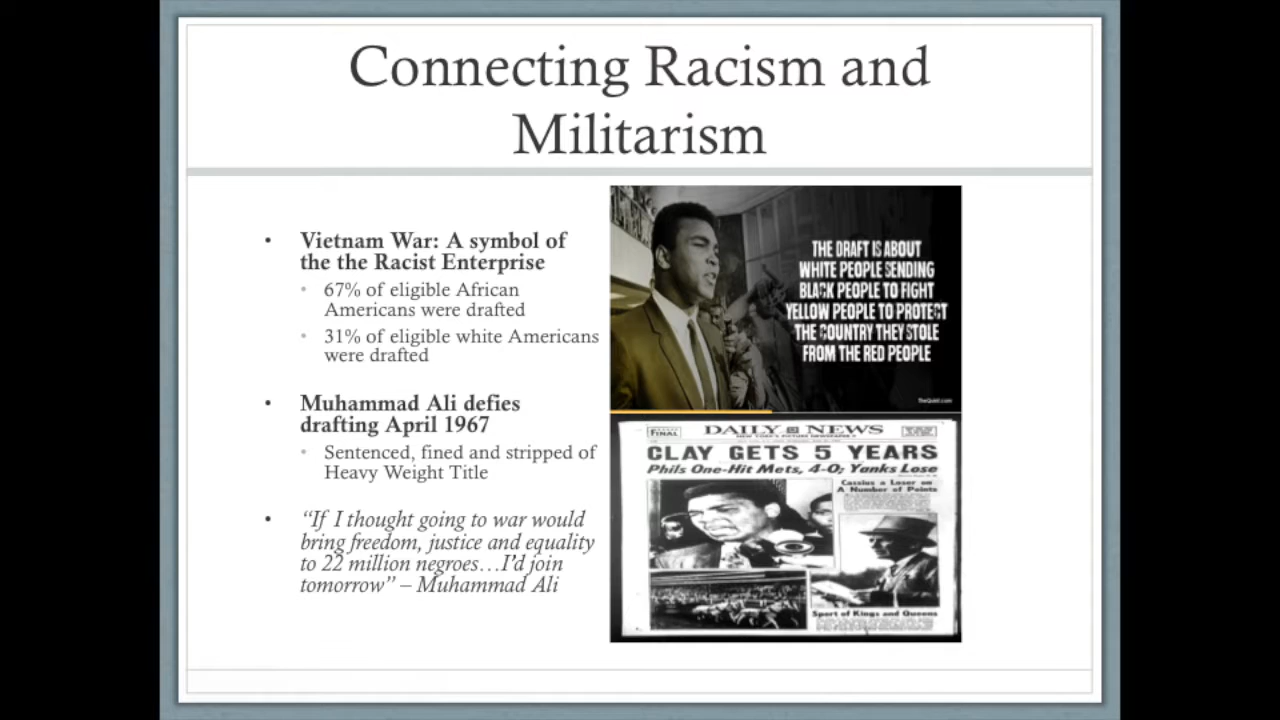 Connecting Racism and
Militarism
• Vietnam War: A symbol of
the the Racist Enterprise
• 67% of eligible African
Americans were drafted
• 31% of eligible white Americans
were drafted
• Muhammad Ali defies
drafting April 1967
• Sentenced, fined and stripped of
Heavy Weight Title
• “If I thought going to war would
bring freedom, justice and equality
to 22 million negroes…I’d join
tomorrow” – Muhammad Ali
THE DRAFT IS ABOUT
WHITE PEOPLE SENDING
BLACK PEOPLE TO FIGHT
YELLOW PEOPLE TO PROTECT
THE COUNTRY THEY STOLE
FROM THE RED PEOPLE
TheQuint.com
FINAL
DAILY NEWS
NEW YORK'S PICTURE NEWSPAPER
CLAY GETS 5 YEARS
Phils One-Hit Mets, 4-0; Yanks Lose
Cassius a Loser on
A Number of Points
Sport of Kings and Queens